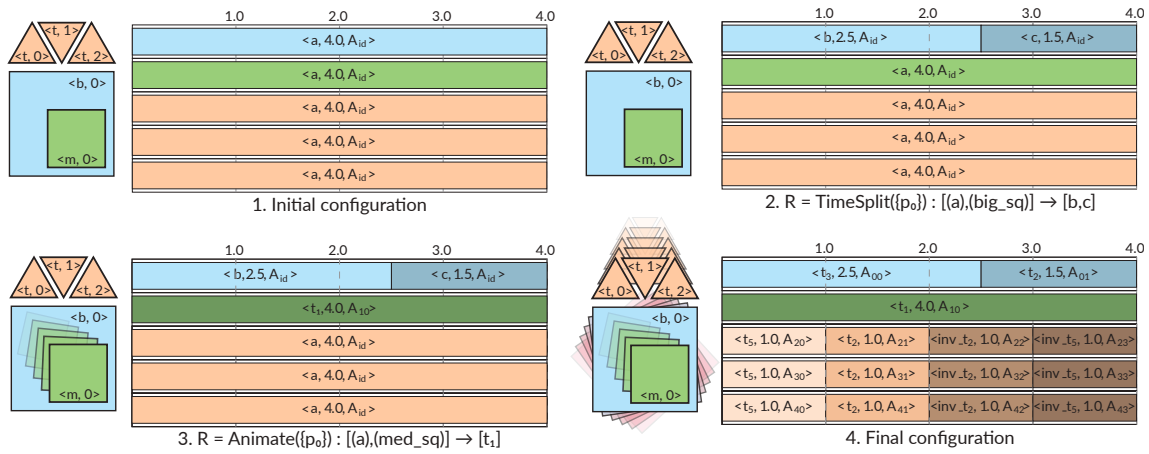 1.0 2.0 3.0 4.0
<t, 1>
<t, 0> <t, 2>
<b, 0>
<m, 0>
<a, 4.0, A_id>
<a, 4.0, A_id>
<a, 4.0, A_id>
<a, 4.0, A_id>
<a, 4.0, A_id>
1. Initial configuration
1.0 2.0 3.0 4.0
<t, 1>
<t, 0> <t, 2>
<b, 0>
<m, 0>
<b,2.5, A_id> <c, 1.5, A_id>
<a, 4.0, A_id>
<a, 4.0, A_id>
<a, 4.0, A_id>
<a, 4.0, A_id>
2. R = TimeSplit({p₀}) : [(a),(big_sq)] → [b,c]
1.0 2.0 3.0 4.0
<t, 1>
<t, 0> <t, 2>
<b, 0>
<m, 0>
<b,2.5, A_id> <c, 1.5, A_id>
<t₁,4.0, A₁₀>
<a, 4.0, A_id>
<a, 4.0, A_id>
<a, 4.0, A_id>
3. R = Animate({p₀}) : [(a),(med_sq)] → [t₁]
1.0 2.0 3.0 4.0
<t, 1>
<t, 0> <t, 2>
<b, 0>
<m, 0>
<t₃, 2.5, A₀₀> <t₂, 1.5, A₀₁>
<t₁, 4.0, A₁₀>
<t₅, 1.0, A₂₀> <t₂, 1.0, A₂₁> <inv_t₂, 1.0, A₂₂> <inv_t₅, 1.0, A₂₃>
<t₅, 1.0, A₃₀> <t₂, 1.0, A₃₁> <inv_t₂, 1.0, A₃₂> <inv_t₅, 1.0, A₃₃>
<t₅, 1.0, A₄₀> <t₂, 1.0, A₄₁> <inv_t₂, 1.0, A₄₂> <inv_t₅, 1.0, A₄₃>
4. Final configuration